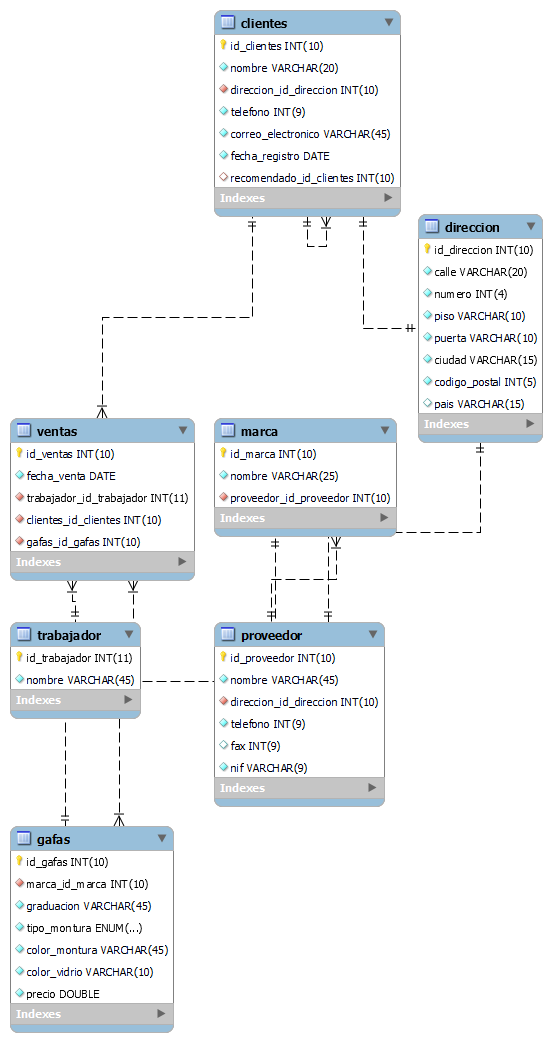 clientes
id_clientes INT(10)
nombre VARCHAR(20)
direccion_id_direccion INT(10)
telefono INT(9)
correo_electronico VARCHAR(45)
fecha_registro DATE
recomendado_id_clientes INT(10)
Indexes
direccion
id_direccion INT(10)
calle VARCHAR(20)
numero INT(4)
piso VARCHAR(10)
puerta VARCHAR(10)
ciudad VARCHAR(15)
codigo_postal INT(5)
pais VARCHAR(15)
Indexes
ventas
id_ventas INT(10)
fecha_venta DATE
trabajador_id_trabajador INT(11)
clientes_id_clientes INT(10)
gafas_id_gafas INT(10)
Indexes
marca
id_marca INT(10)
nombre VARCHAR(25)
proveedor_id_proveedor INT(10)
Indexes
trabajador
id_trabajador INT(11)
nombre VARCHAR(45)
Indexes
proveedor
id_proveedor INT(10)
nombre VARCHAR(45)
direccion_id_direccion INT(10)
telefono INT(9)
fax INT(9)
nif VARCHAR(9)
Indexes
gafas
id_gafas INT(10)
marca_id_marca INT(10)
graduacion VARCHAR(45)
tipo_montura ENUM(...)
color_montura VARCHAR(45)
color_vidrio VARCHAR(10)
precio DOUBLE
Indexes